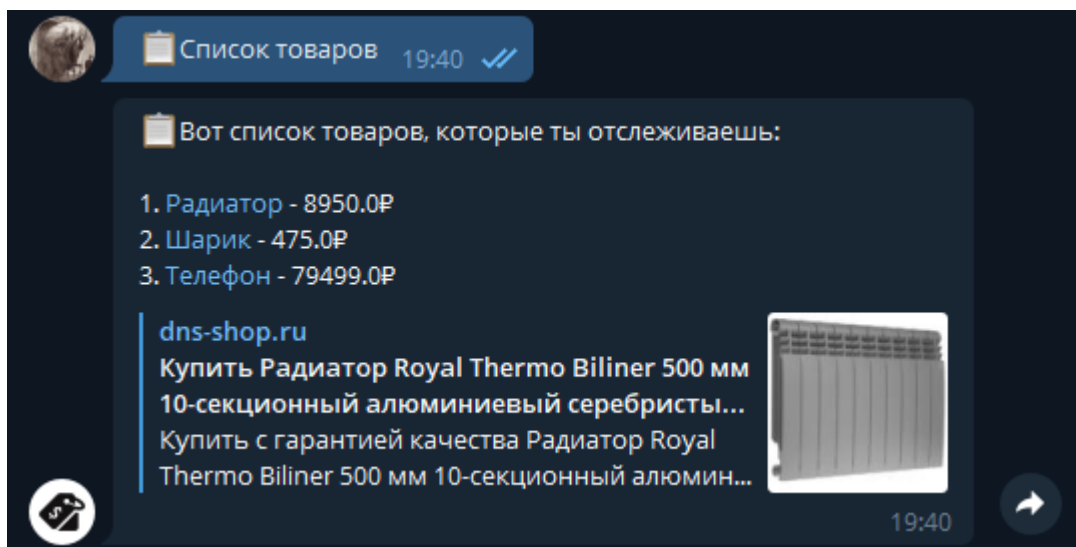 📋Список товаров 19:40
📋Вот список товаров, которые ты отслеживаешь:
1. Радиатор - 8950.0₽
2. Шарик - 475.0₽
3. Телефон - 79499.0₽
dns-shop.ru
Купить Радиатор Royal Thermo Biliner 500 мм
10-секционный алюминиевый серебристы...
Купить с гарантией качества Радиатор Royal
Thermo Biliner 500 мм 10-секционный алюмин...
19:40